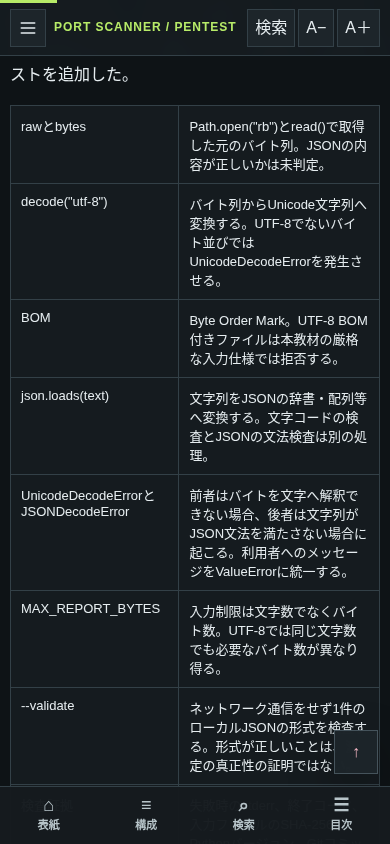 PORT SCANNER / PENTEST
検索
A−
A＋
ストを追加した。
rawとbytes
Path.open("rb")とread()で取得
した元のバイト列。JSONの内
容が正しいかは未判定。
decode("utf-8")
バイト列からUnicode文字列へ
変換する。UTF-8でないバイ
ト並びでは
UnicodeDecodeErrorを発生さ
せる。
BOM
Byte Order Mark。UTF-8 BOM
付きファイルは本教材の厳格
な入力仕様では拒否する。
json.loads(text)
文字列をJSONの辞書・配列等
へ変換する。文字コードの検
査とJSONの文法検査は別の処
理。
UnicodeDecodeErrorと
JSONDecodeError
前者はバイトを文字へ解釈で
きない場合、後者は文字列が
JSON文法を満たさない場合に
起こる。利用者へのメッセー
ジをValueErrorに統一する。
MAX_REPORT_BYTES
入力制限は文字数でなくバイ
ト数。UTF-8では同じ文字数
でも必要なバイト数が異なり
得る。
--validate
ネットワーク通信をせず1件の
ローカルJSONの形式を検査す
る。形式が正しいことは
定の真正性の証明ではな
↑
表紙
構成
検索
目次